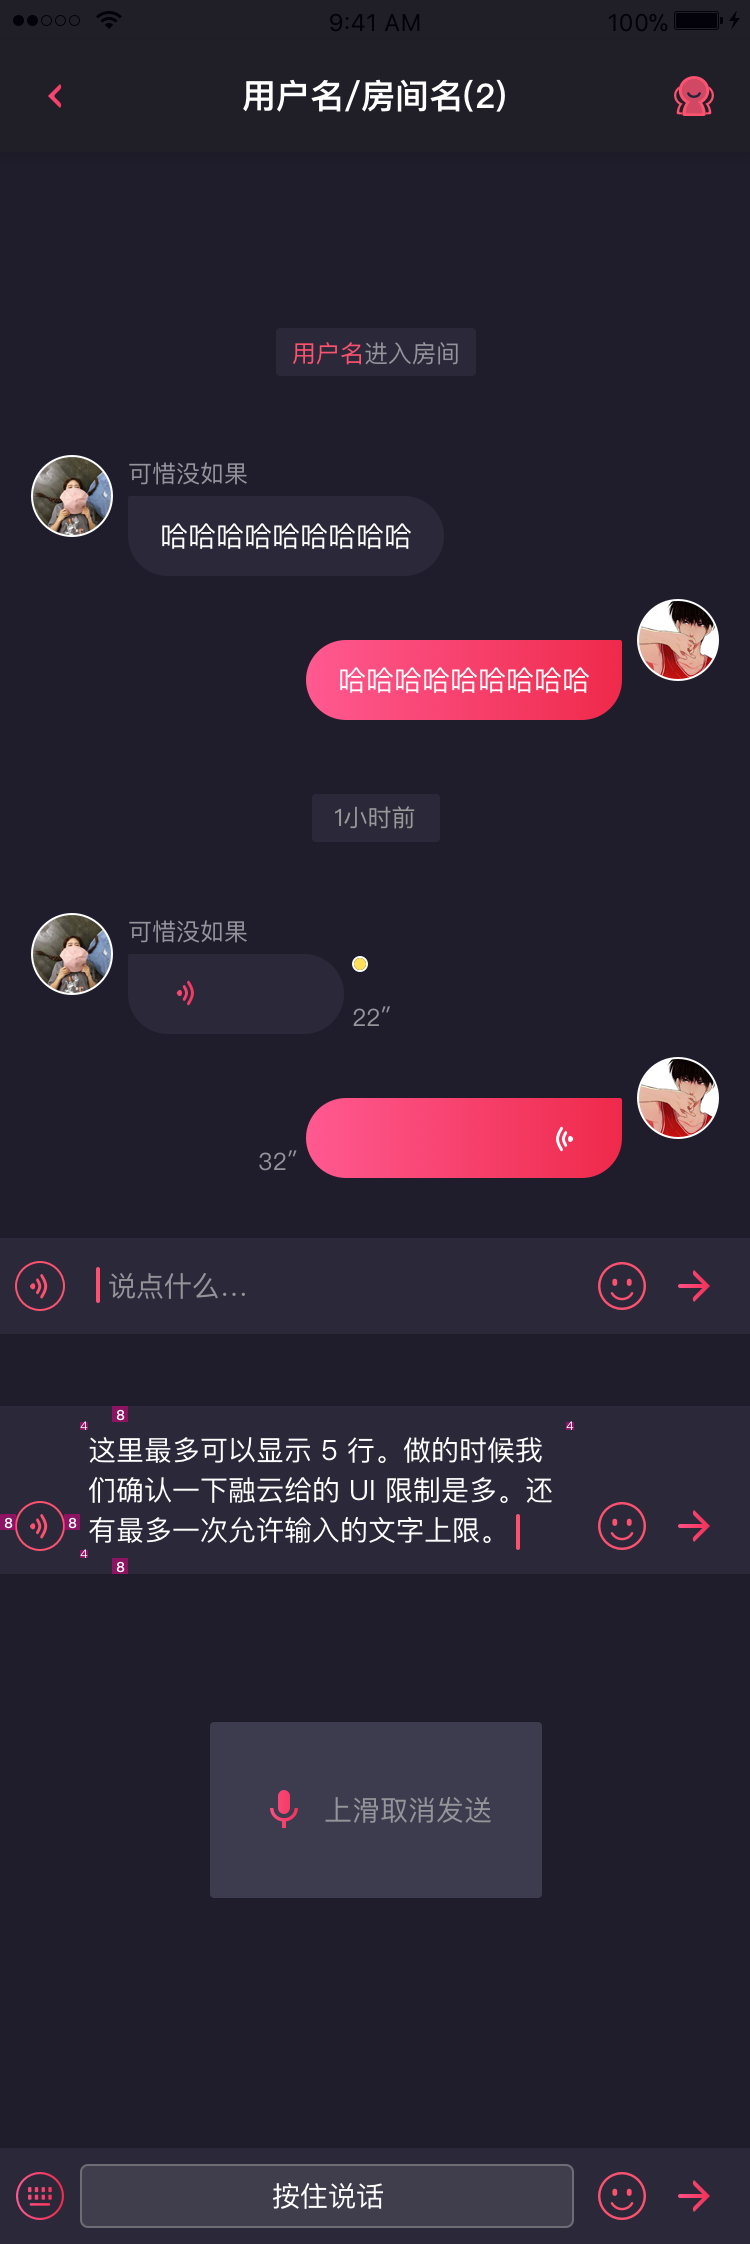 9:41 AM
100%
用户名/房间名(2)
用户名进入房间
可惜没如果
哈哈哈哈哈哈哈哈哈
哈哈哈哈哈哈哈哈哈
1小时前
可惜没如果
22″
32″
说点什么...
8
4
4
这里最多可以显示 5 行。做的时候我
们确认一下融云给的 UI 限制是多。还
8
8
有最多一次允许输入的文字上限。
4
8
上滑取消发送
按住说话